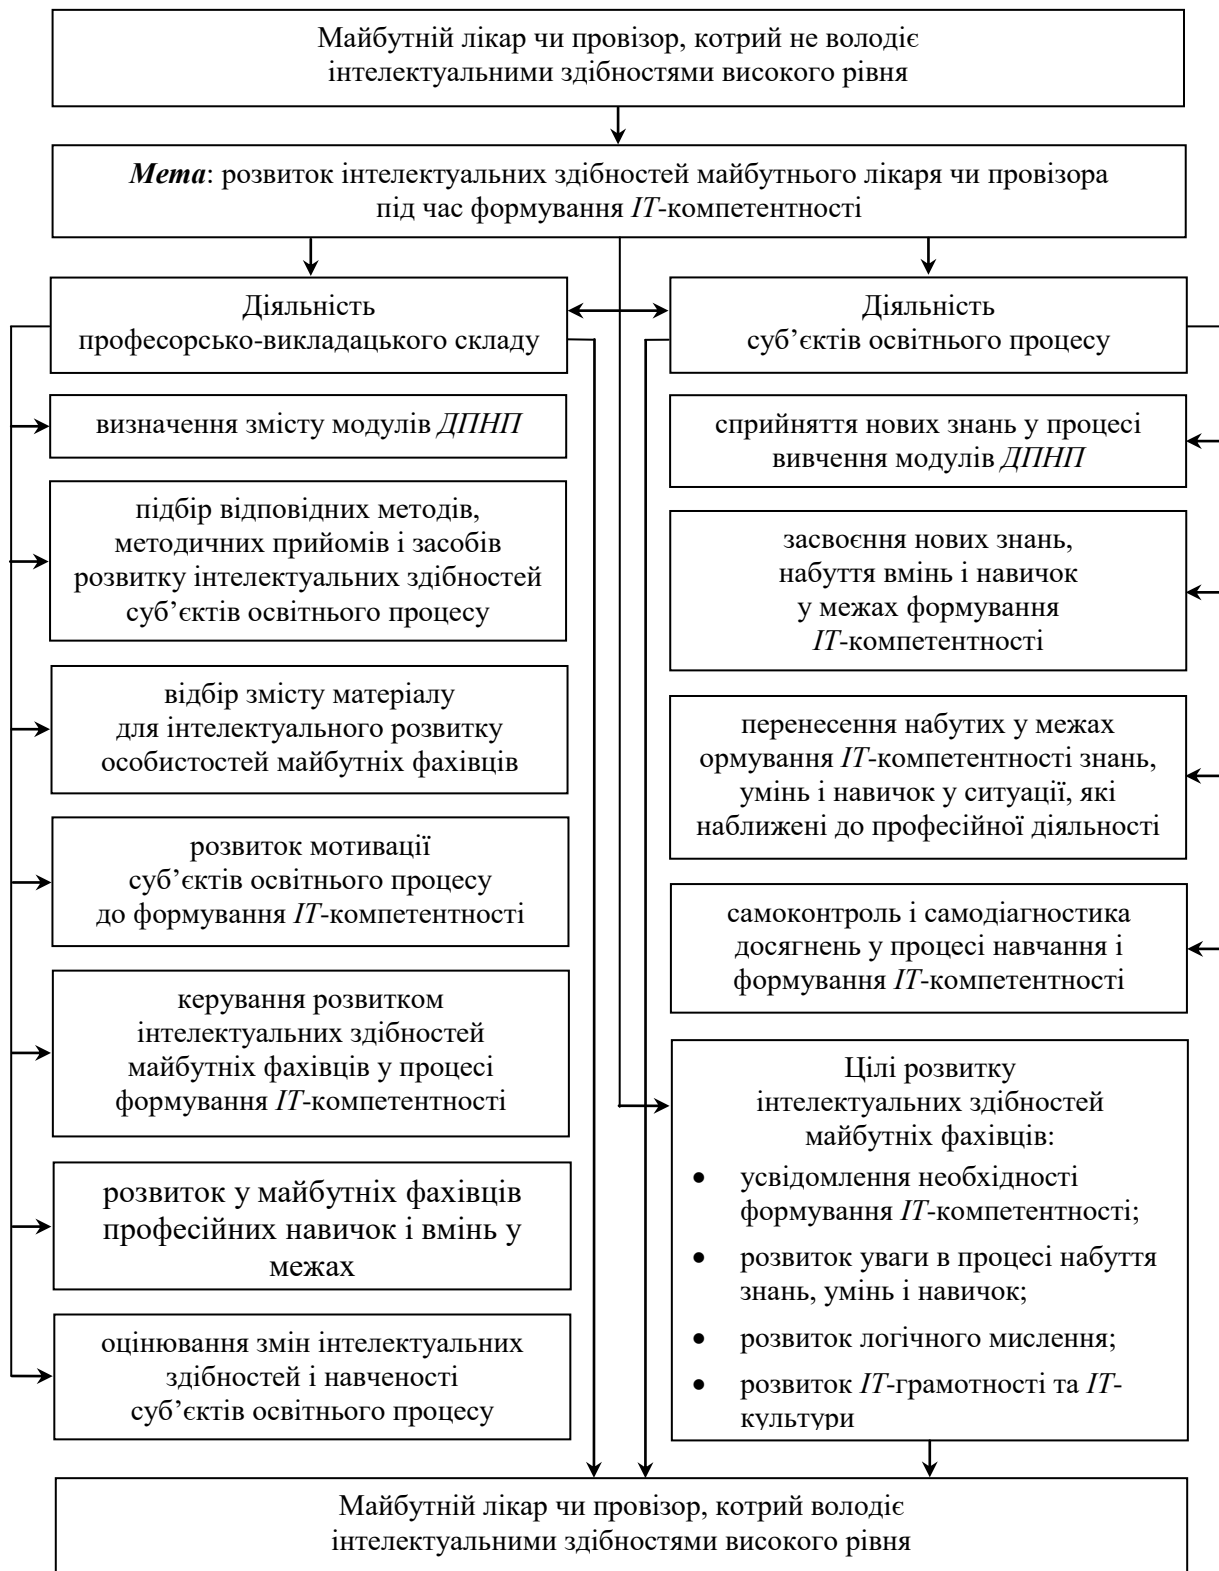 Майбутній лікар чи провізор, котрий не володіє
інтелектуальними здібностями високого рівня
Мета: розвиток інтелектуальних здібностей майбутнього лікаря чи провізора
під час формування IT-компетентності
Діяльність
професорсько-викладацького складу
визначення змісту модулів ДПНП
підбір відповідних методів,
методичних прийомів і засобів
розвитку інтелектуальних здібностей
суб’єктів освітнього процесу
відбір змісту матеріалу
для інтелектуального розвитку
особистостей майбутніх фахівців
розвиток мотивації
суб’єктів освітнього процесу
до формування IT-компетентності
керування розвитком
інтелектуальних здібностей
майбутніх фахівців у процесі
формування IT-компетентності
розвиток у майбутніх фахівців
професійних навичок і вмінь у
межах
оцінювання змін інтелектуальних
здібностей і навченості
суб’єктів освітнього процесу
Діяльність
суб’єктів освітнього процесу
сприйняття нових знань у процесі
вивчення модулів ДПНП
засвоєння нових знань,
набуття вмінь і навичок
у межах формування
IT-компетентності
перенесення набутих у межах
ормування IT-компетентності знань,
умінь і навичок у ситуації, які
наближені до професійної діяльності
самоконтроль і самодіагностика
досягнень у процесі навчання і
формування IT-компетентності
Цілі розвитку
інтелектуальних здібностей
майбутніх фахівців:
• усвідомлення необхідності
формування IT-компетентності;
• розвиток уваги в процесі набуття
знань, умінь і навичок;
• розвиток логічного мислення;
• розвиток IT-грамотності та IT-
культури
Майбутній лікар чи провізор, котрий володіє
інтелектуальними здібностями високого рівня